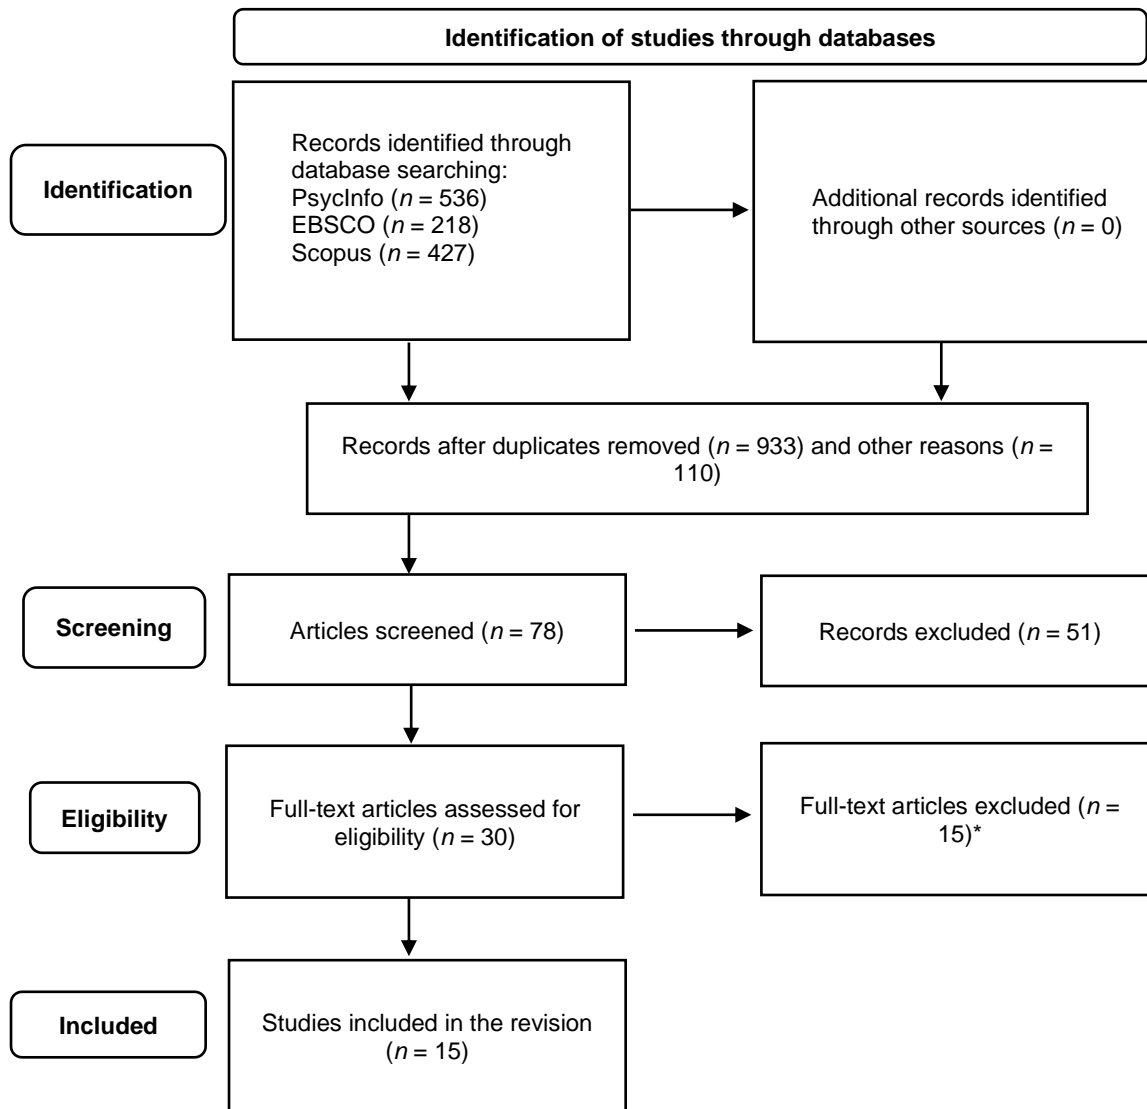 Identification of studies through databases
Identification
Records identified through
database searching:
PsycInfo (n = 536)
EBSCO (n = 218)
Scopus (n = 427)
Additional records identified
through other sources (n = 0)
Records after duplicates removed (n = 933) and other reasons (n =
110)
Screening
Articles screened (n = 78)
Records excluded (n = 51)
Eligibility
Full-text articles assessed for
eligibility (n = 30)
Full-text articles excluded (n =
15)*
Included
Studies included in the revision
(n = 15)